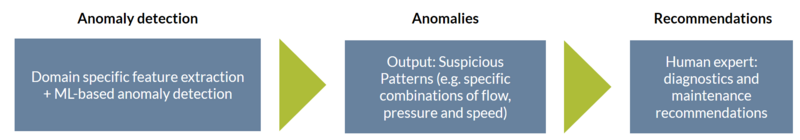 Anomaly detection
Domain specific feature extraction
+ ML-based anomaly detection
Anomalies
Output: Suspicious
Patterns (e.g. specific
combinations of flow,
pressure and speed)
Recommendations
Human expert:
diagnostics and
maintenance
recommendations